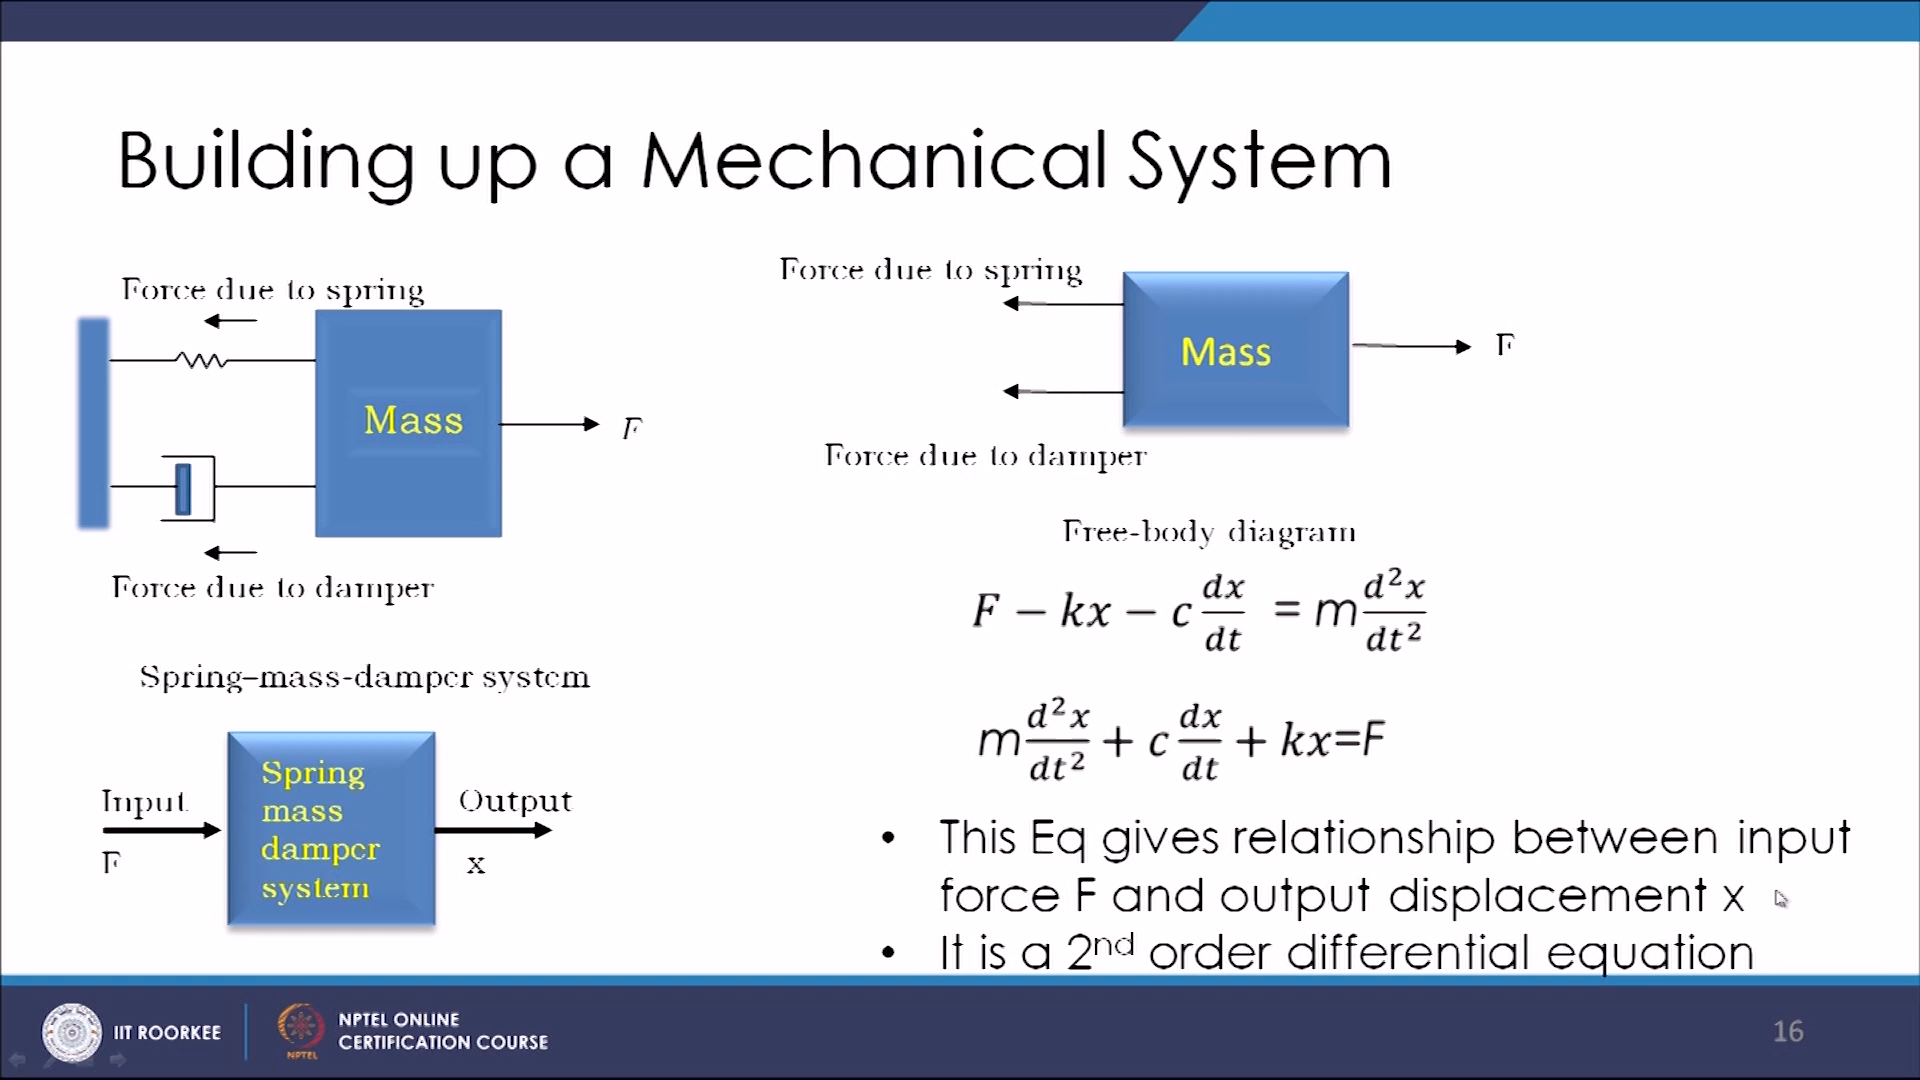 Building up a Mechanical System
Force due to spring
Mass
F
Force due to damper
Spring–mass-damper system
Input
F
Spring
mass
damper
system
Output
x
Force due to spring
Mass
F
Force due to damper
Free-body diagram
F − kx − c dx/dt = m d²x/dt²
m d²x/dt² + c dx/dt + kx=F
• This Eq gives relationship between input
force F and output displacement x
• It is a 2nd order differential equation
IIT ROORKEE
NPTEL
NPTEL ONLINE
CERTIFICATION COURSE
16